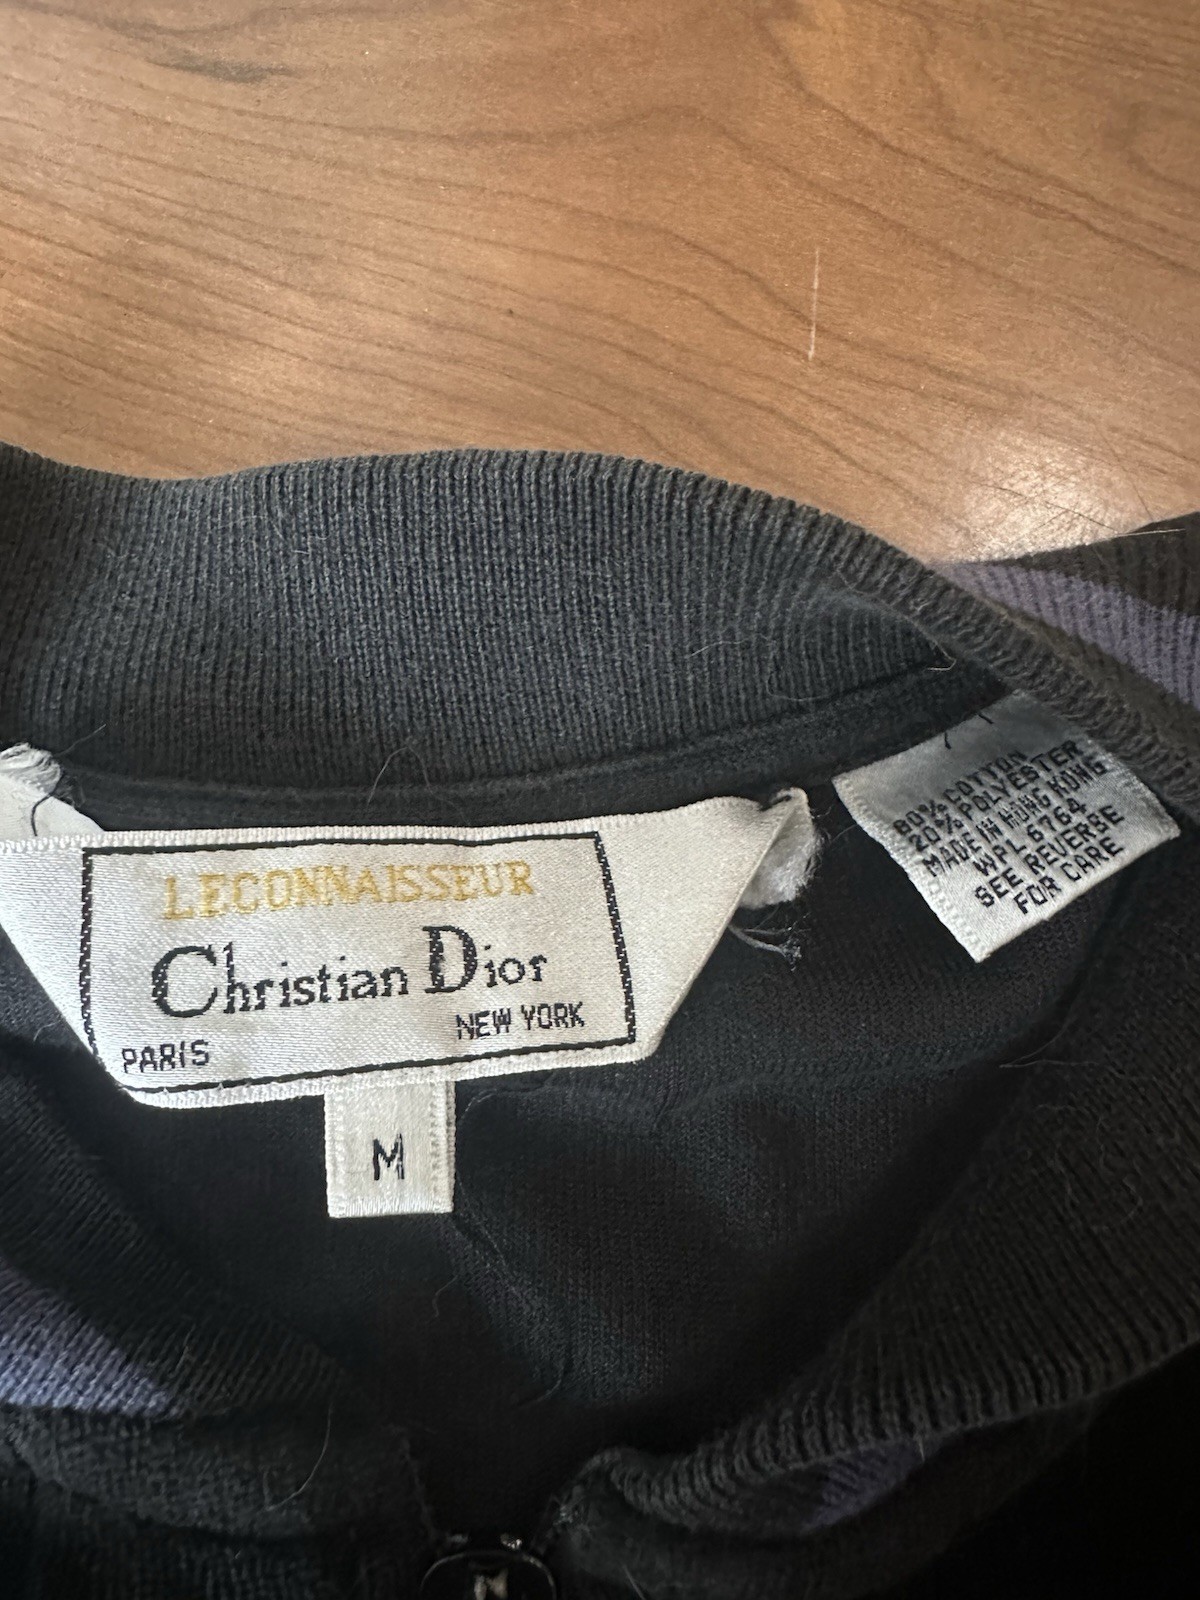 LECONNAISSEUR
Christian Dior
NEW YORK
PARIS
M
80% COTTON
20% POLYESTER
MADE IN HONG KONG
WPL 6764
SEE REVERBE
FOR CARE